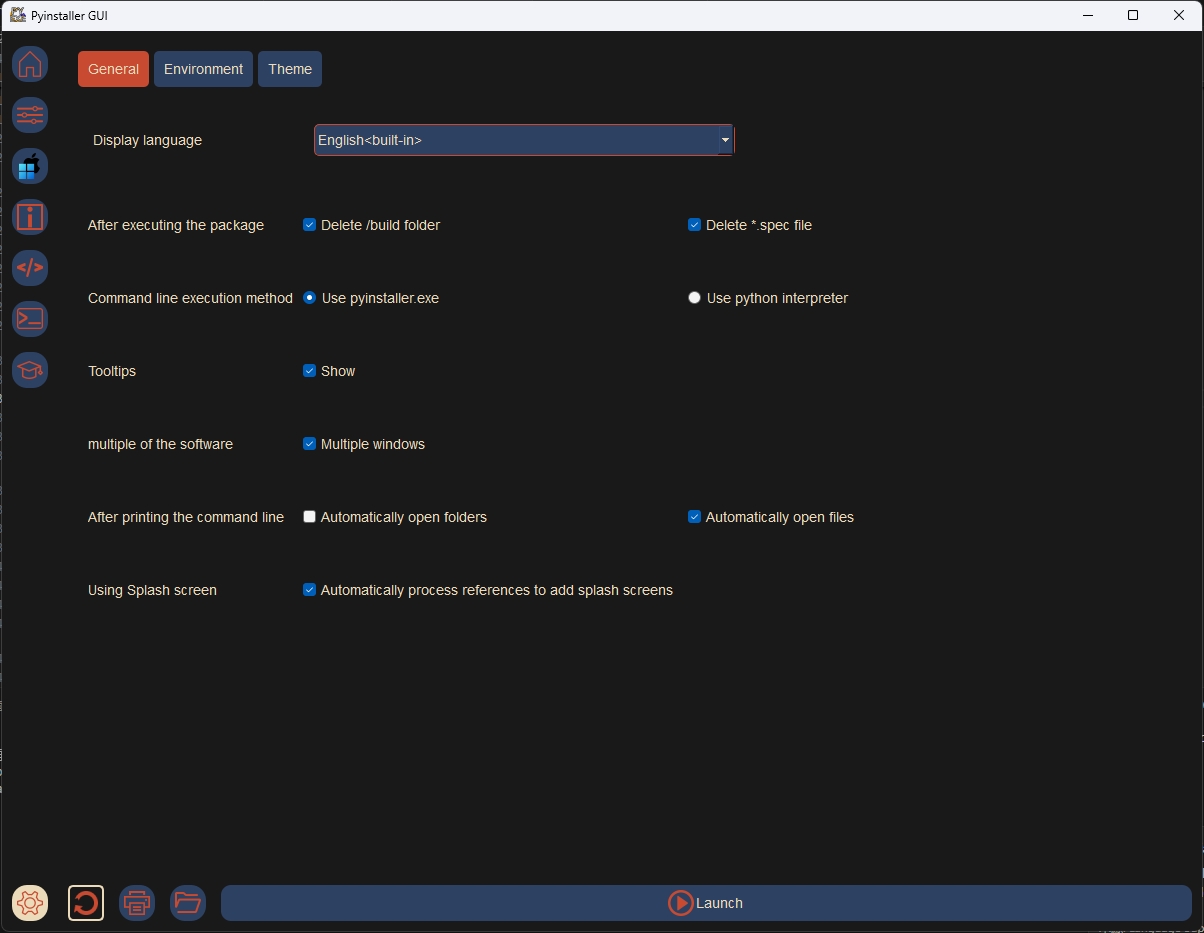 Pyinstaller GUI
General Environment Theme
Display language English<built-in>
After executing the package Delete /build folder Delete *.spec file
Command line execution method Use pyinstaller.exe Use python interpreter
Tooltips Show
multiple of the software Multiple windows
After printing the command line Automatically open folders Automatically open files
Using Splash screen Automatically process references to add splash screens
Launch